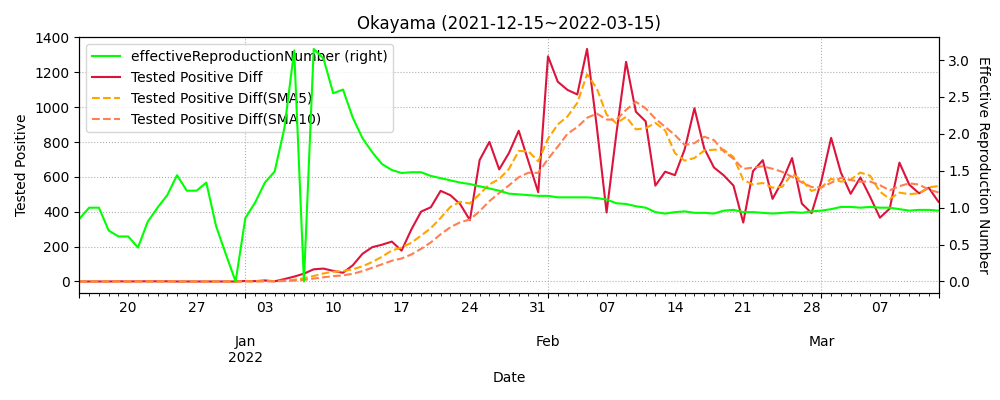 Okayama (2021-12-15~2022-03-15)
effectiveReproductionNumber (right)
Tested Positive Diff
Tested Positive Diff(SMA5)
Tested Positive Diff(SMA10)
Tested Positive
1400
1200
1000
800
600
400
200
0
Effective Reproduction Number
3.0
2.5
2.0
1.5
1.0
0.5
0.0
20 27 03 10 17 24 31 07 14 21 28 07
Jan Feb Mar
2022
Date